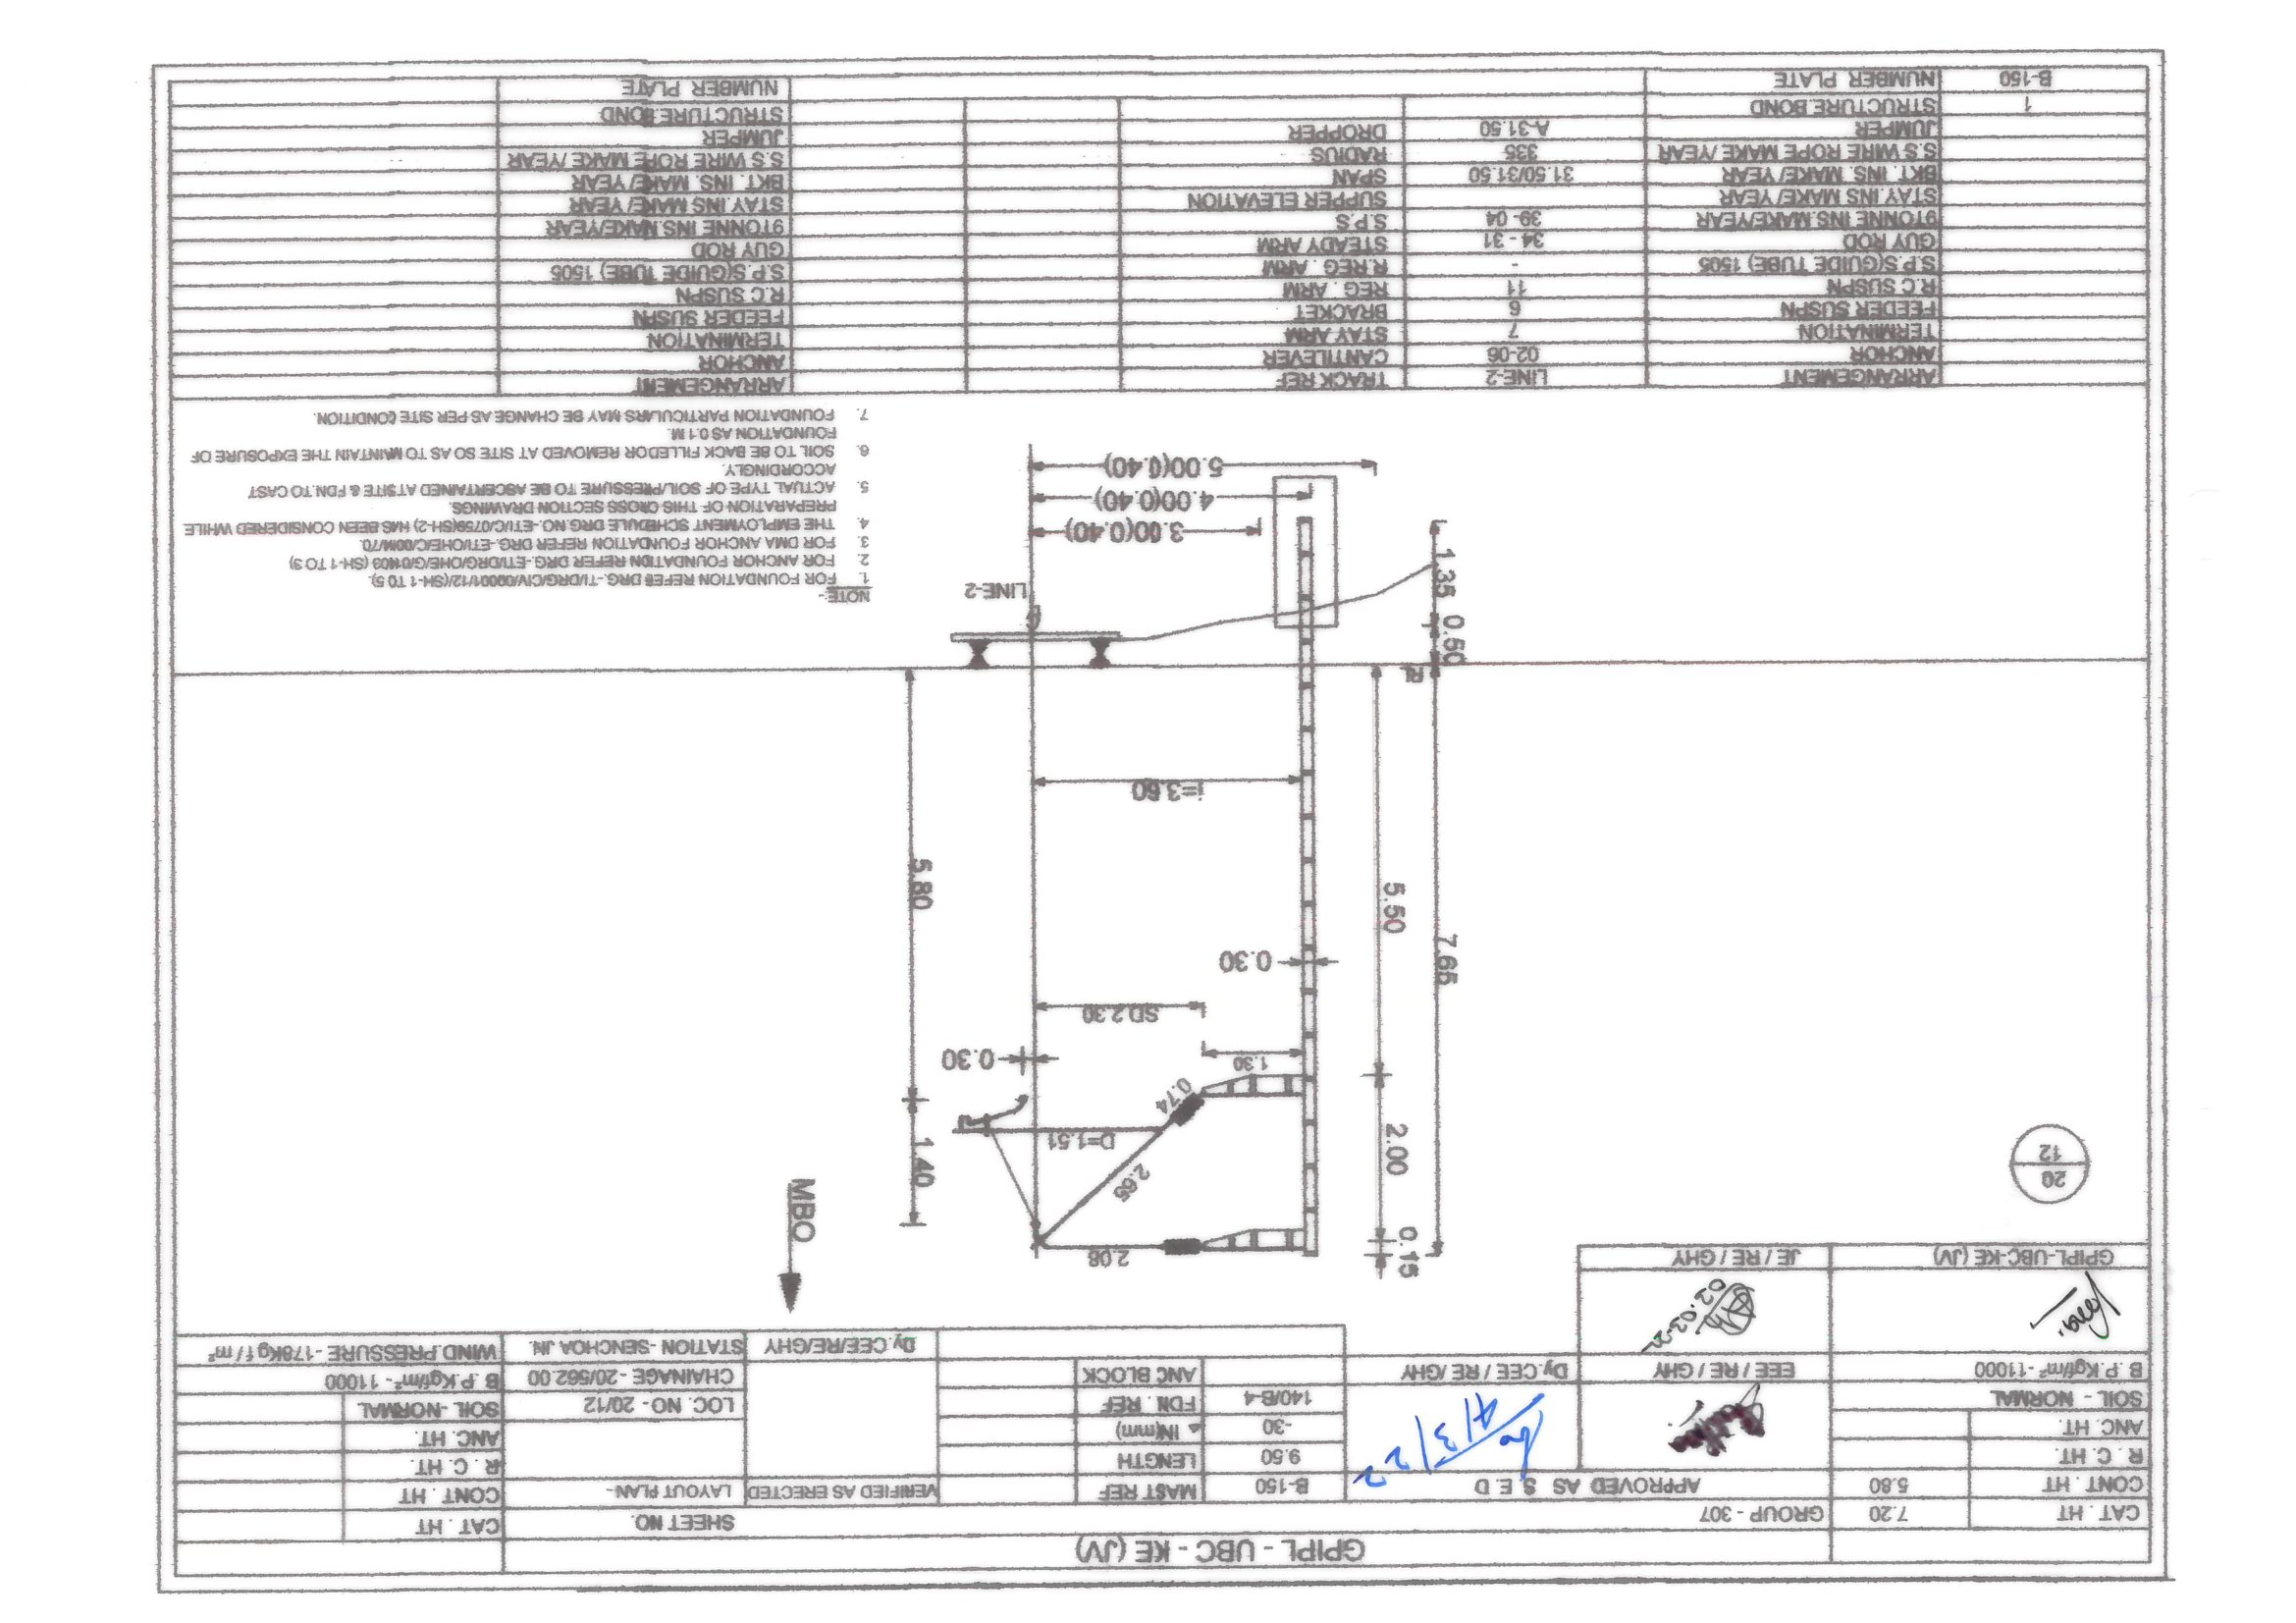 GPIPL - UBC - KE (JV)
CAT . HT 7.20 GROUP - 307 SHEET NO. CAT . HT
CONT . HT 5.80 APPROVED AS S.E.D B-150 MAST REF VERIFIED AS ERECTED LAYOUT PLAN- CONT . HT
R . C. HT. 9.50 LENGTH R . C. HT.
ANC. HT. -30 IN(mm) ANC. HT.
SOIL - NORMAL 140/B-4 FDN . REF LOC. NO- 20/12 SOIL -NORMAL
B .P.Kgf/m² -11000 EEE / RE / GHY Dy.CEE / RE /GHY ANC BLOCK CHAINAGE -20/562.00 B .P.Kgf/m² - 11000
4/3/22
Dy.CEE/RE/GHY STATION -SENCHOA JN. WIND.PRESSURE -178Kg f / m²
02.03-22
GPIPL-UBC-KE (JV) JE / RE / GHY
20
12
MBO
0.15
2.08
2.65
2.00
1.40
D=1.51
0.74
1.30
0.30
SD.2.30
0.30
7.65
5.50
5.80
i=3.60
RL
0.50
1.35
LINE-2
3.00(0.40)
4.00(0.40)
5.00(0.40)
NOTE:-
1. FOR FOUNDATION REFER DRG.-TI/DRG/CIV/00001/12/(SH-1 TO 5).
2. FOR ANCHOR FOUNDATION REFER DRG.-ETI/DRG/OHE/G/01403 (SH-1 TO 3)
3. FOR DMA ANCHOR FOUNDATION REFER DRG.-ETI/OHE/C/00M/70.
4. THE EMPLOYMENT SCHEDULE DRG.NO.-ETI/C/0759(SH-2) HAS BEEN CONSIDERED WHILE
PREPARATION OF THIS CROSS SECTION DRAWINGS.
5. ACTUAL TYPE OF SOIL/PRESSURE TO BE ASCERTAINED ATSITE & FDN.TO CAST
ACCORDINGLY.
6. SOIL TO BE BACK FILLEDOR REMOVED AT SITE SO AS TO MAINTAIN THE EXPOSURE OF
FOUNDATION AS 0.1 M.
7. FOUNDATION PARTICULARS MAY BE CHANGE AS PER SITE CONDITION.
ARRANGEMENT LINE-2 TRACK REF ARRANGEMENT
ANCHOR 02-06 CANTILEVER ANCHOR
TERMINATION 7 STAY ARM TERMINATION
FEEDER SUSPN 6 BRACKET FEEDER SUSPN
R.C SUSPN 11 REG . ARM R.C SUSPN
S.P.S(GUIDE TUBE) 1505 - R.REG . ARM S.P.S(GUIDE TUBE) 1505
GUY ROD 34 - 31 STEADY ARM GUY ROD
9TONNE INS.MAKE/YEAR 39- 04 S.P.S 9TONNE INS.MAKE/YEAR
STAY.INS MAKE/ YEAR SUPPER ELEVATION STAY.INS MAKE/ YEAR
BKT. INS. MAKE/ YEAR 31.50/31.50 SPAN BKT. INS. MAKE/ YEAR
S.S WIRE ROPE MAKE /YEAR 335 RADIUS S.S WIRE ROPE MAKE /YEAR
JUMPER A-31.50 DROPPER JUMPER
1 STRUCTURE.BOND STRUCTURE.BOND
B-150 NUMBER PLATE NUMBER PLATE